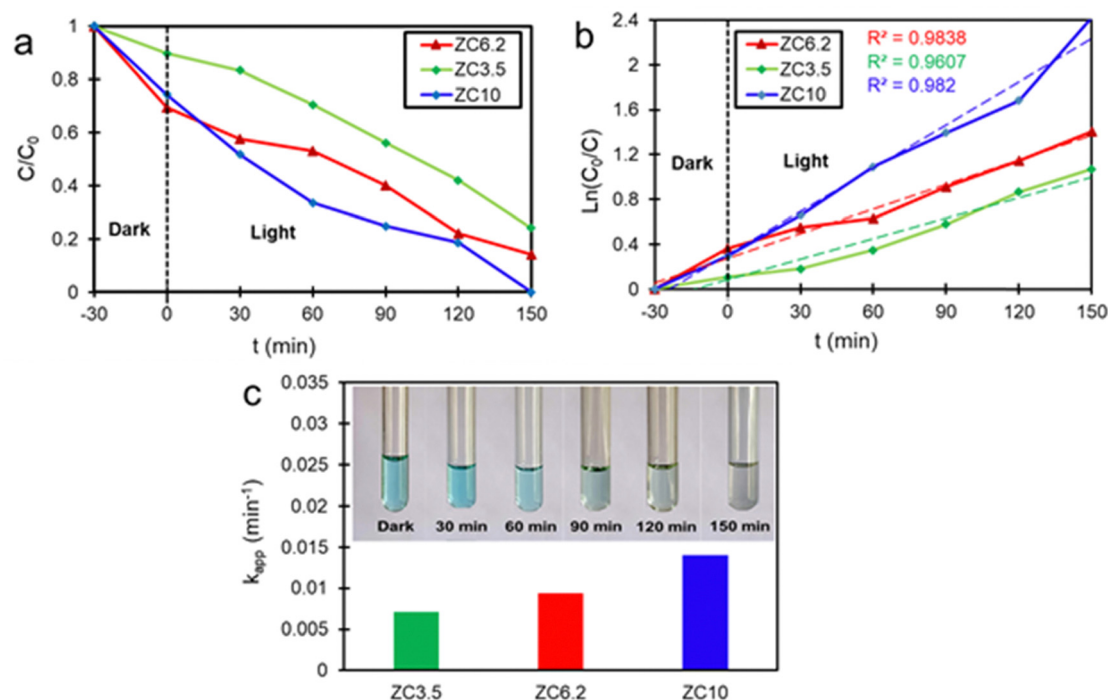 a
C/C₀
1
0.8
0.6
0.4
0.2
0
ZC6.2
ZC3.5
ZC10
Dark
Light
-30 0 30 60 90 120 150
t (min)
b
Ln(C₀/C)
2.4
2
1.6
1.2
0.8
0.4
0
ZC6.2
ZC3.5
ZC10
R² = 0.9838
R² = 0.9607
R² = 0.982
Dark
Light
-30 0 30 60 90 120 150
t (min)
c
kapp (min⁻¹)
0.035
0.03
0.025
0.02
0.015
0.01
0.005
0
Dark 30 min 60 min 90 min 120 min 150 min
ZC3.5 ZC6.2 ZC10